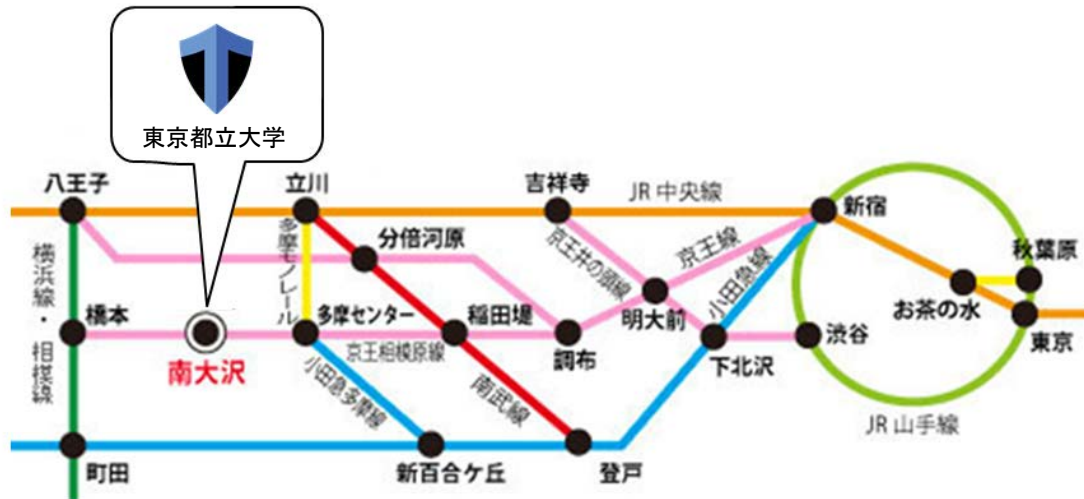 東京都立大学
八王子
立川
吉祥寺
JR 中央線
新宿
横浜線・相模線
多摩モノレール
分倍河原
京王井の頭線
京王線
小田急線
秋葉原
お茶の水
東京
橋本
南大沢
多摩センター
京王相模原線
稲田堤
調布
明大前
下北沢
渋谷
小田急多摩線
南武線
JR 山手線
町田
新百合ケ丘
登戸